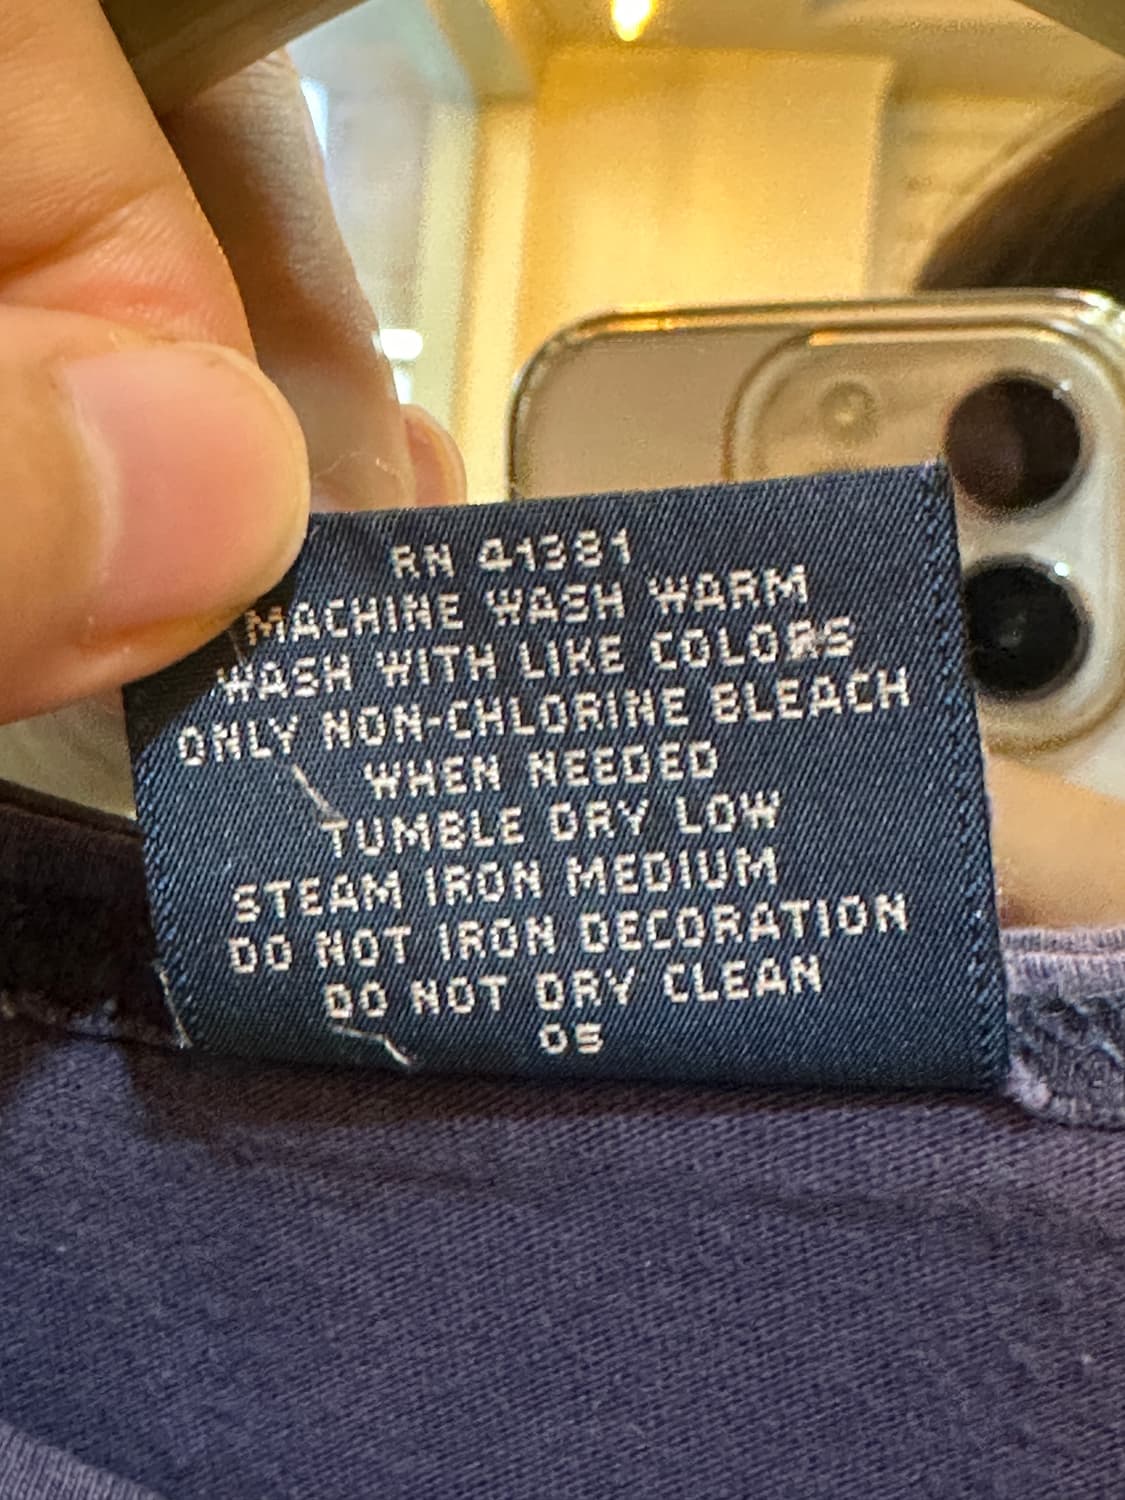 RN 41381
MACHINE WASH WARM
WASH WITH LIKE COLORS
ONLY NON-CHLORINE BLEACH
WHEN NEEDED
TUMBLE DRY LOW
STEAM IRON MEDIUM
DO NOT IRON DECORATION
DO NOT DRY CLEAN
05